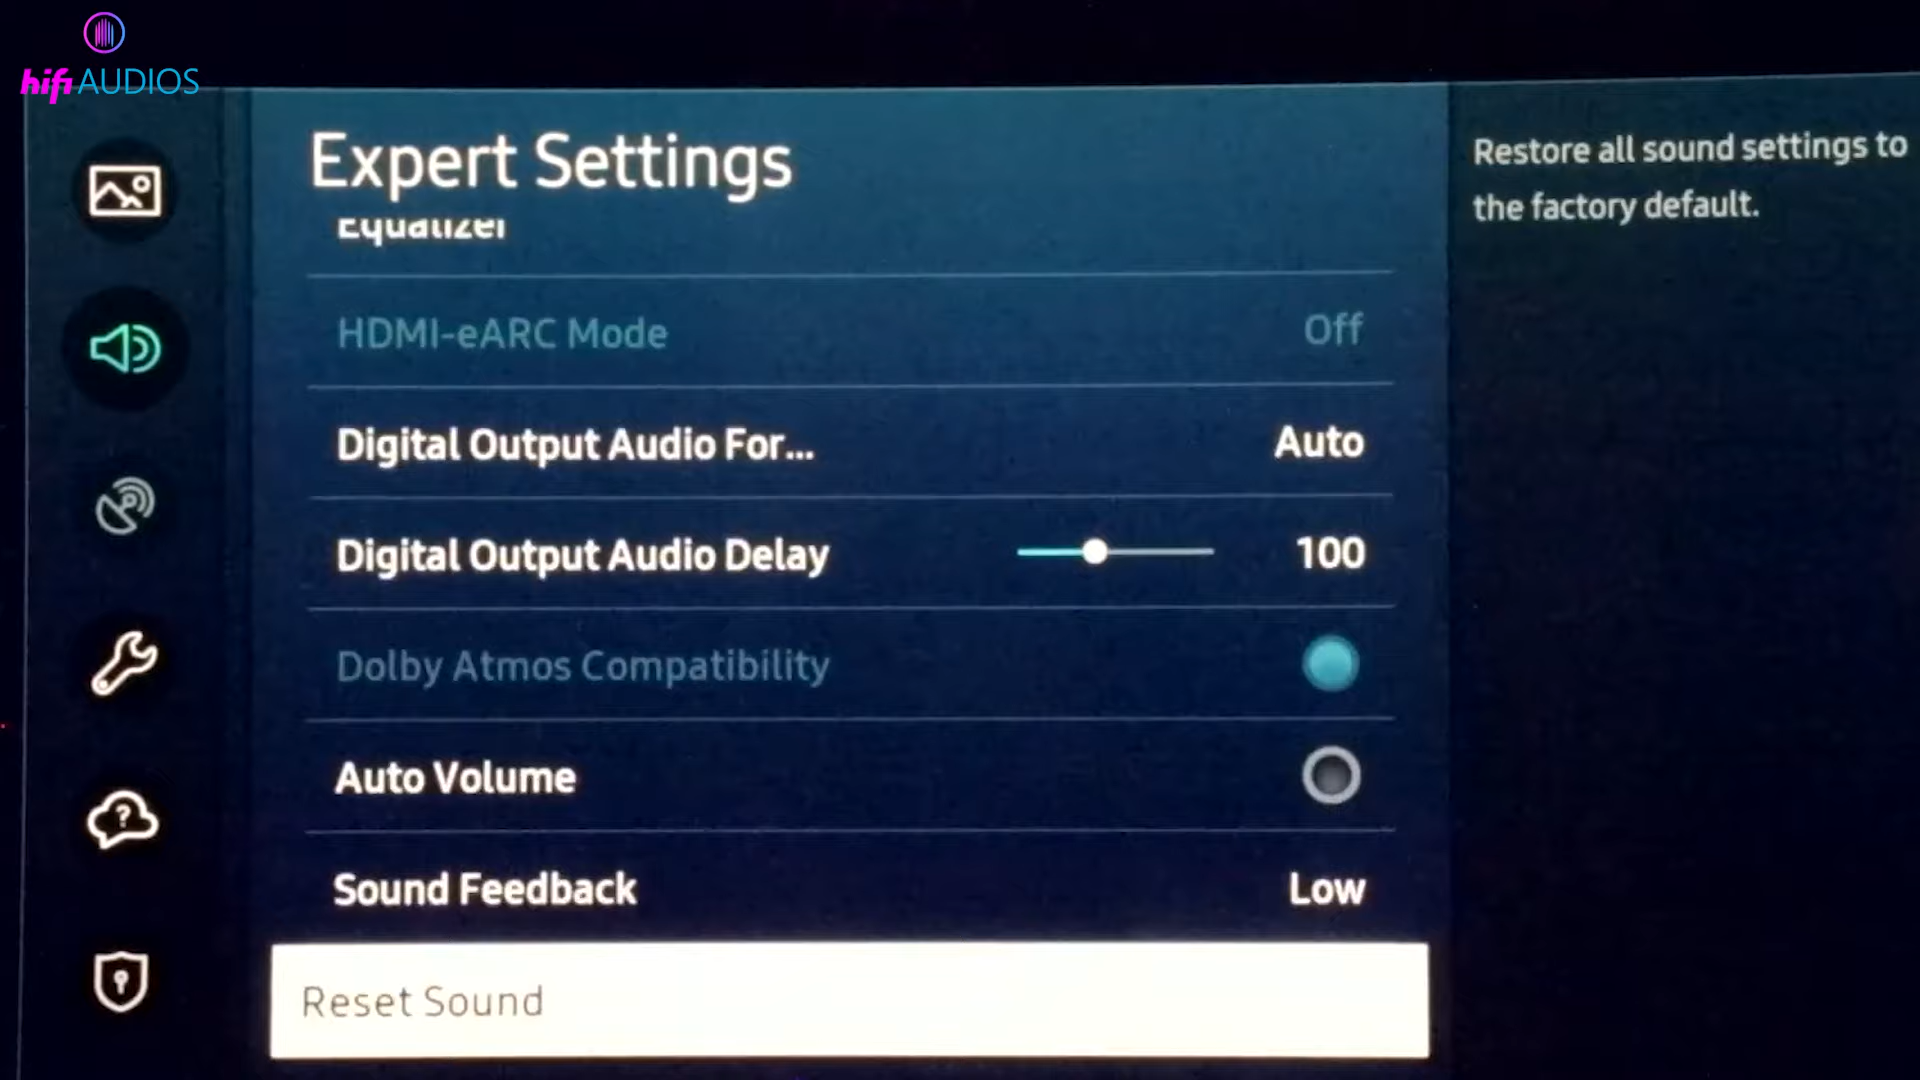 hifi AUDIOS
Expert Settings
Equalizer
HDMI-eARC Mode Off
Digital Output Audio For... Auto
Digital Output Audio Delay 100
Dolby Atmos Compatibility
Auto Volume
Sound Feedback Low
Reset Sound
Restore all sound settings to
the factory default.
?